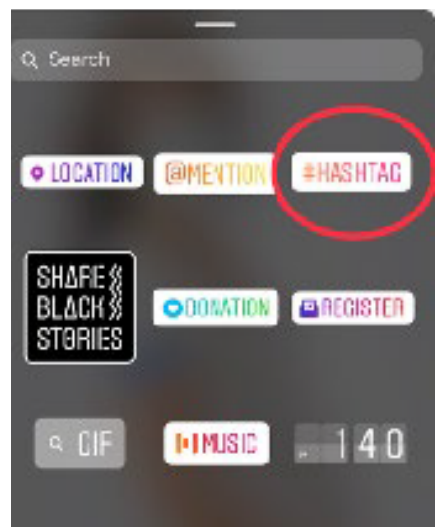 Search
LOCATION
@MENTION
#HASHTAG
SHARE
BLACK
STORIES
DONATION
REGISTER
GIF
MUSIC
140